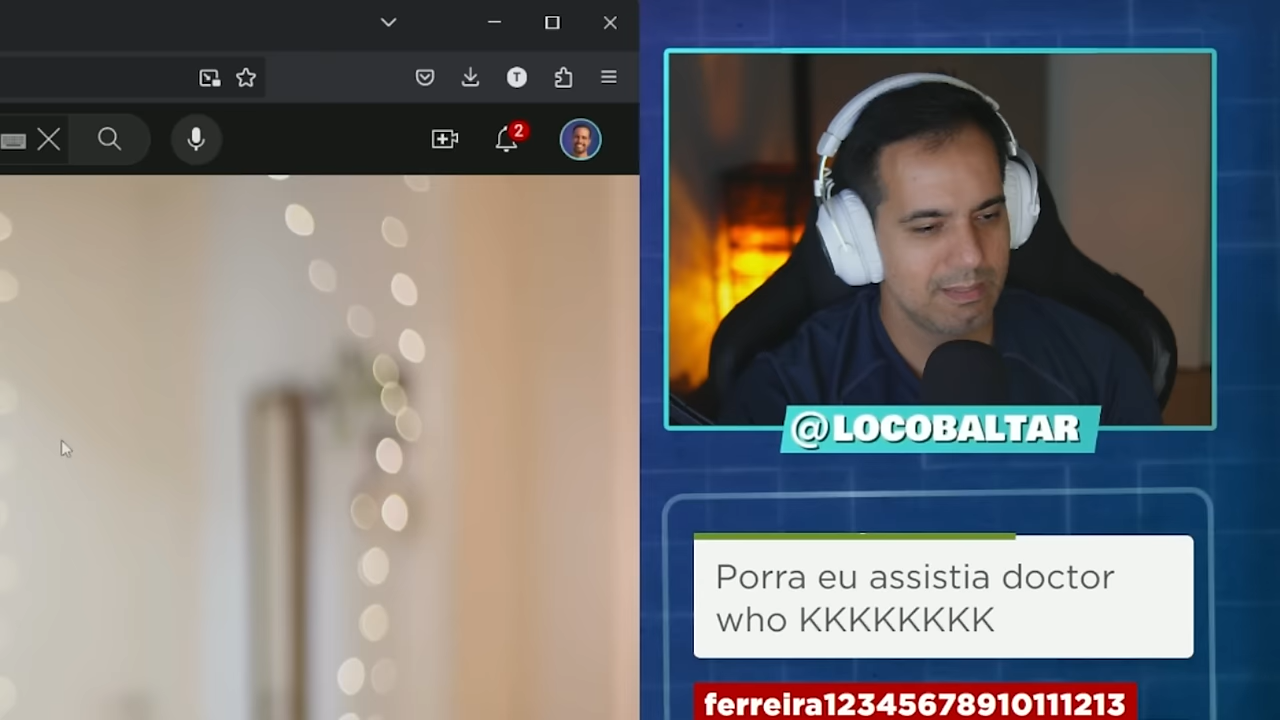 T
2
@LOCOBALTAR
Porra eu assistia doctor
who KKKKKKKK
ferreira12345678910111213